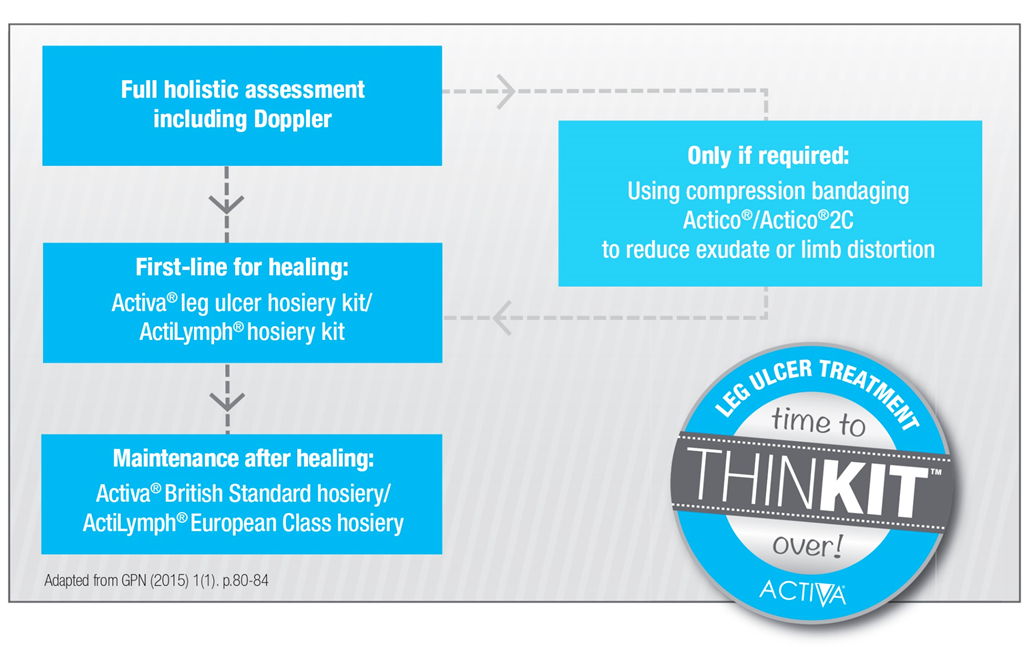 Full holistic assessment
including Doppler
Only if required:
Using compression bandaging
Actico®/Actico®2C
to reduce exudate or limb distortion
First-line for healing:
Activa® leg ulcer hosiery kit/
ActiLymph® hosiery kit
Maintenance after healing:
Activa® British Standard hosiery/
ActiLymph® European Class hosiery
Adapted from GPN (2015) 1(1). p.80-84
LEG ULCER TREATMENT
time to
THINKIT™
over!
ACTIVA®